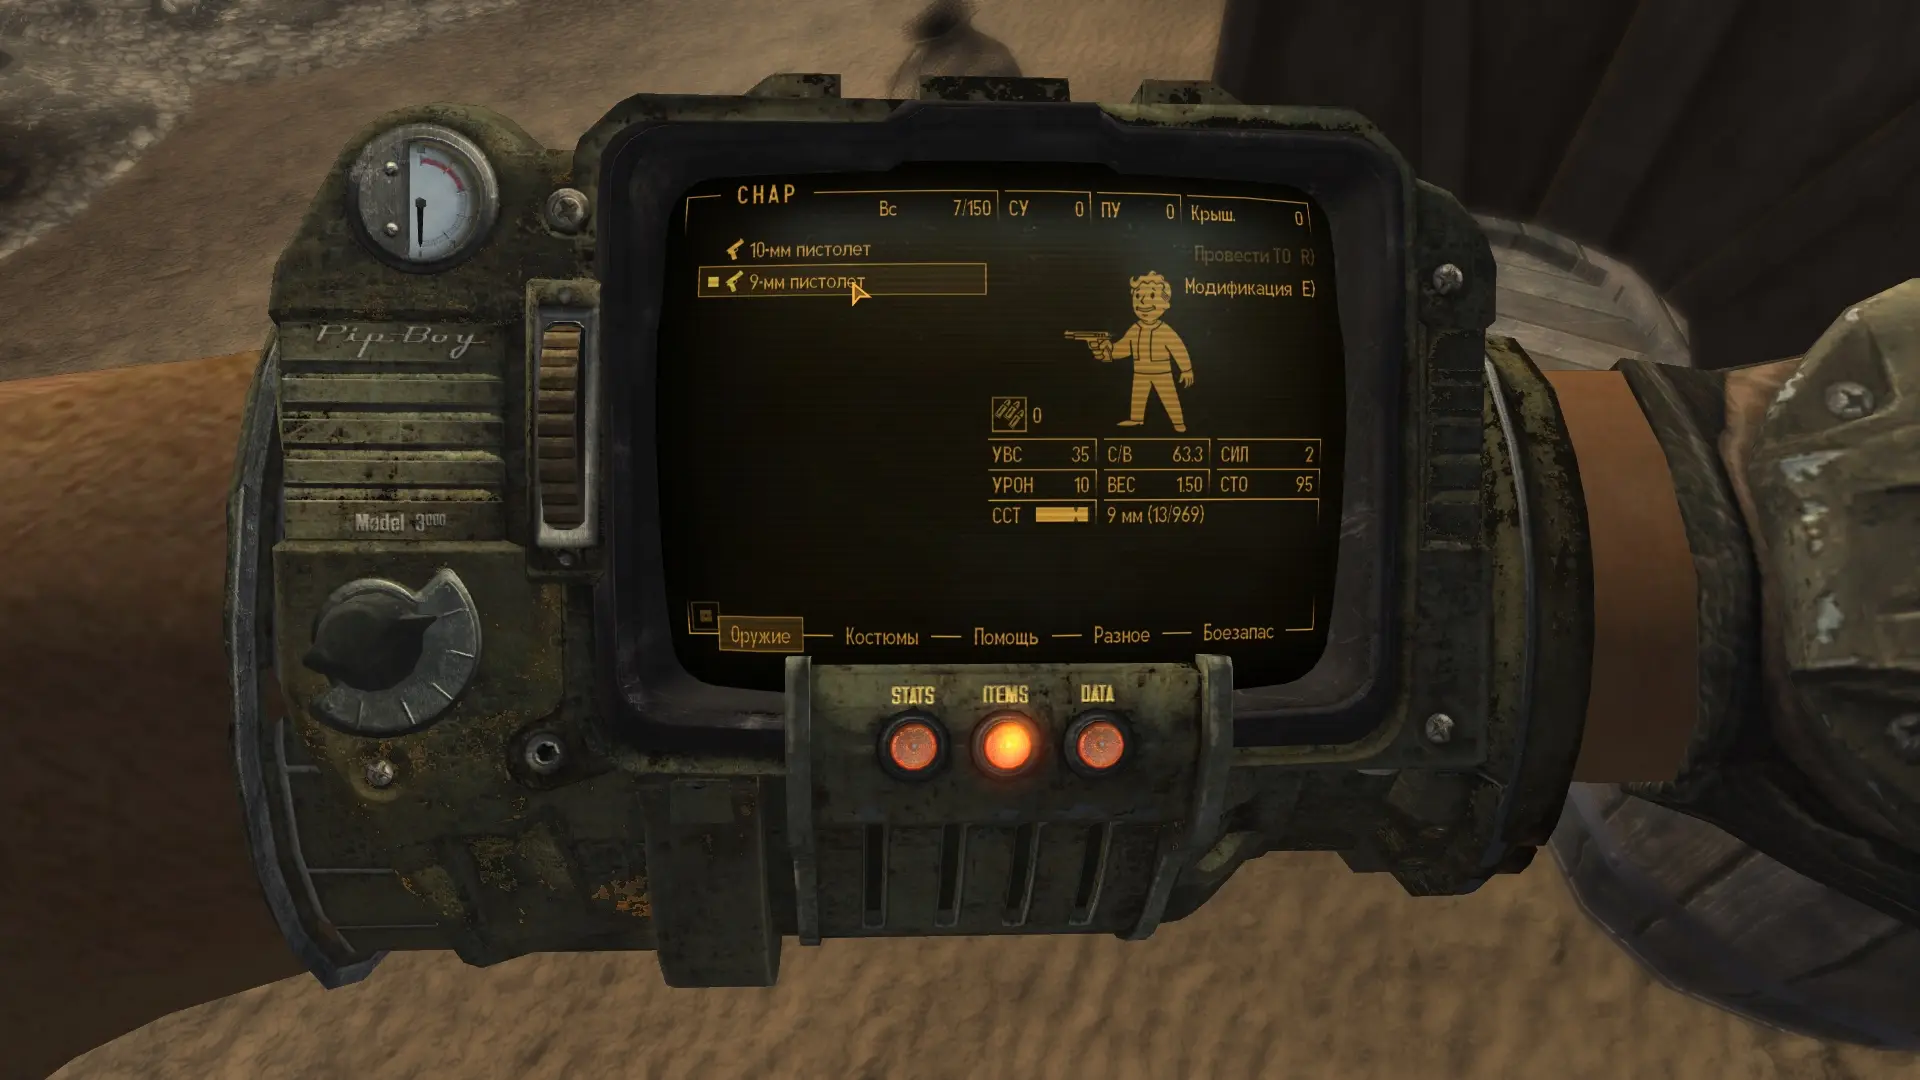 СНАР
Вс 7/150 СУ 0 ПУ 0 Крыш. 0
10-мм пистолет
Провести ТО R)
9-мм пистолет
Модификация E)
Pip-Boy
0
УВС 35 С/В 63.3 СИЛ 2
УРОН 10 ВЕС 1.50 СТО 95
ССТ 9 мм (13/969)
Model 3000
Оружие Костюмы Помощь Разное Боезапас
STATS ITEMS DATA